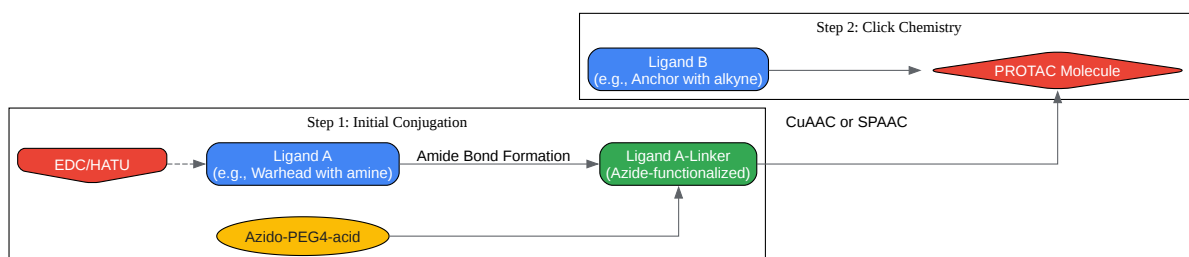 Step 2: Click Chemistry
Ligand B
(e.g., Anchor with alkyne)
PROTAC Molecule
Step 1: Initial Conjugation
CuAAC or SPAAC
EDC/HATU
Ligand A
(e.g., Warhead with amine)
Amide Bond Formation
Ligand A-Linker
(Azide-functionalized)
Azido-PEG4-acid